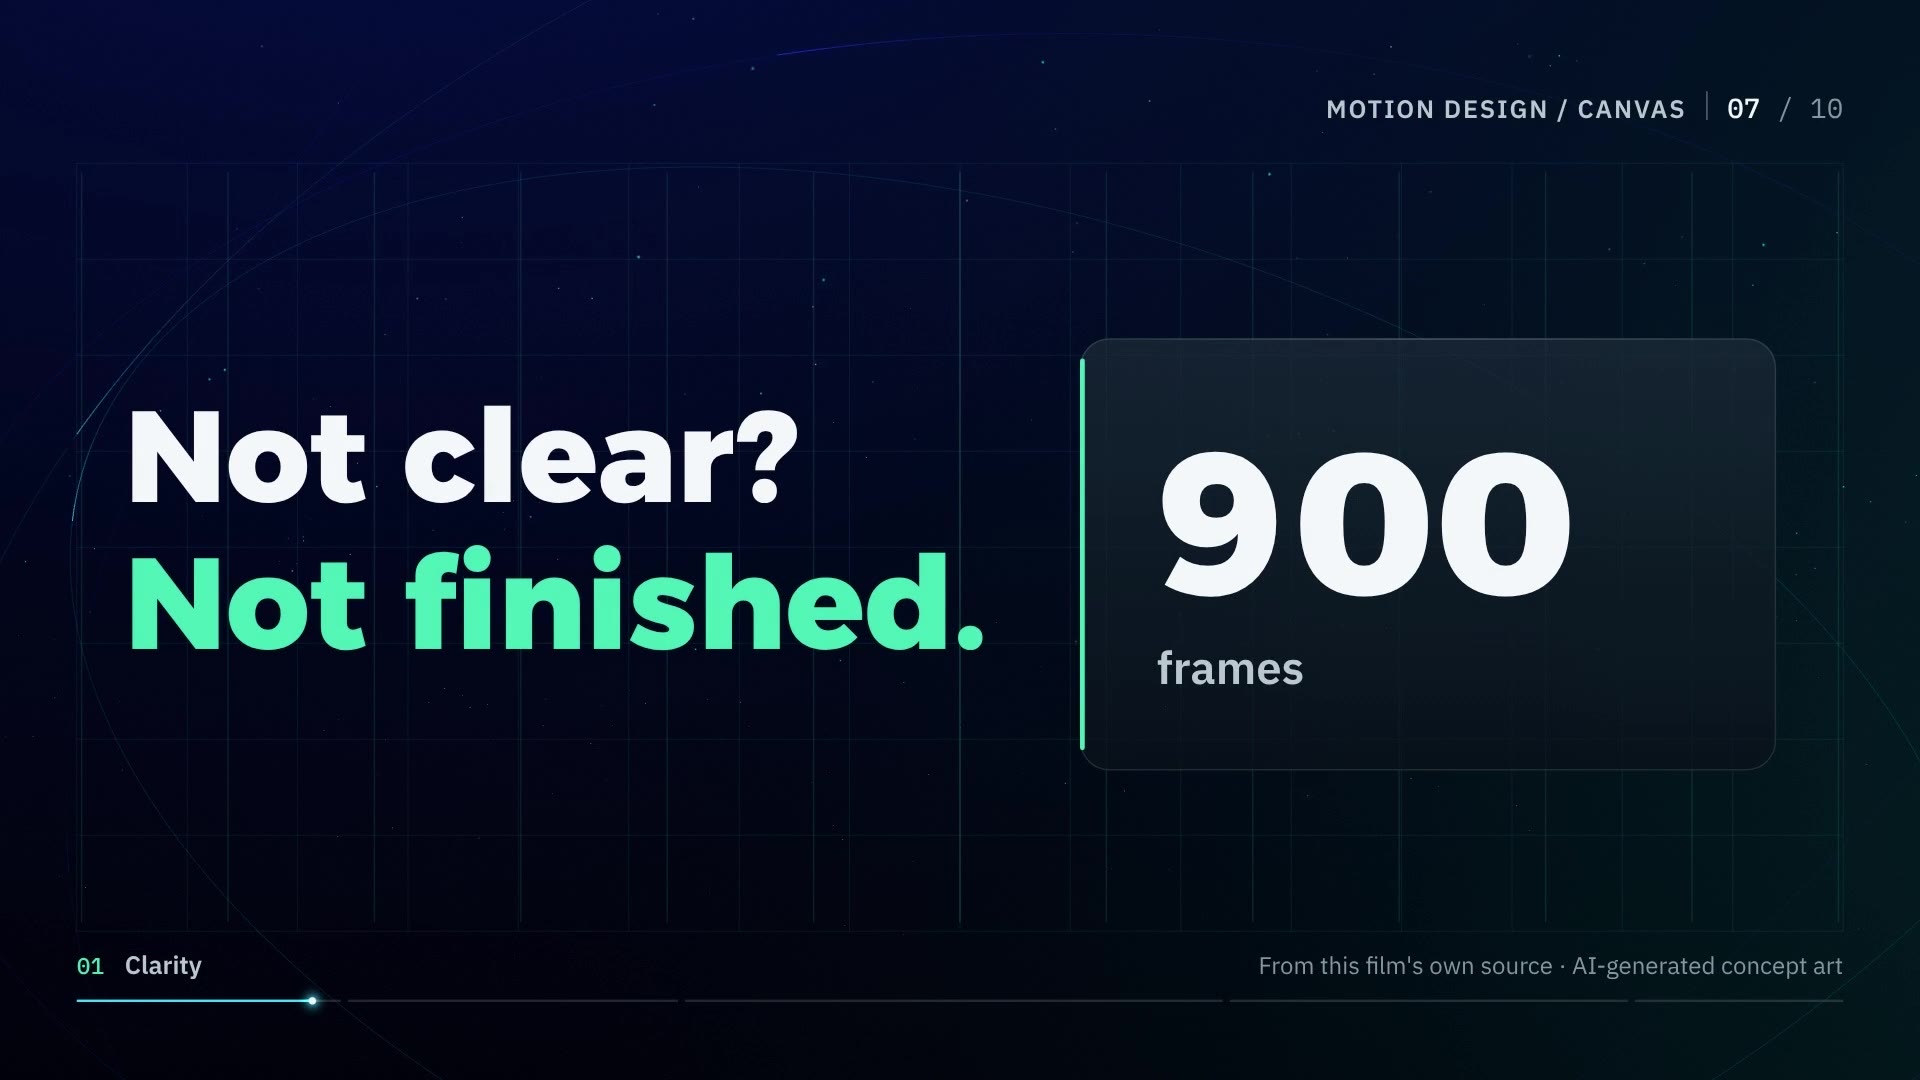 MOTION DESIGN / CANVAS 07 / 10
Not clear?
Not finished.
900
frames
01 Clarity
From this film's own source · AI-generated concept art